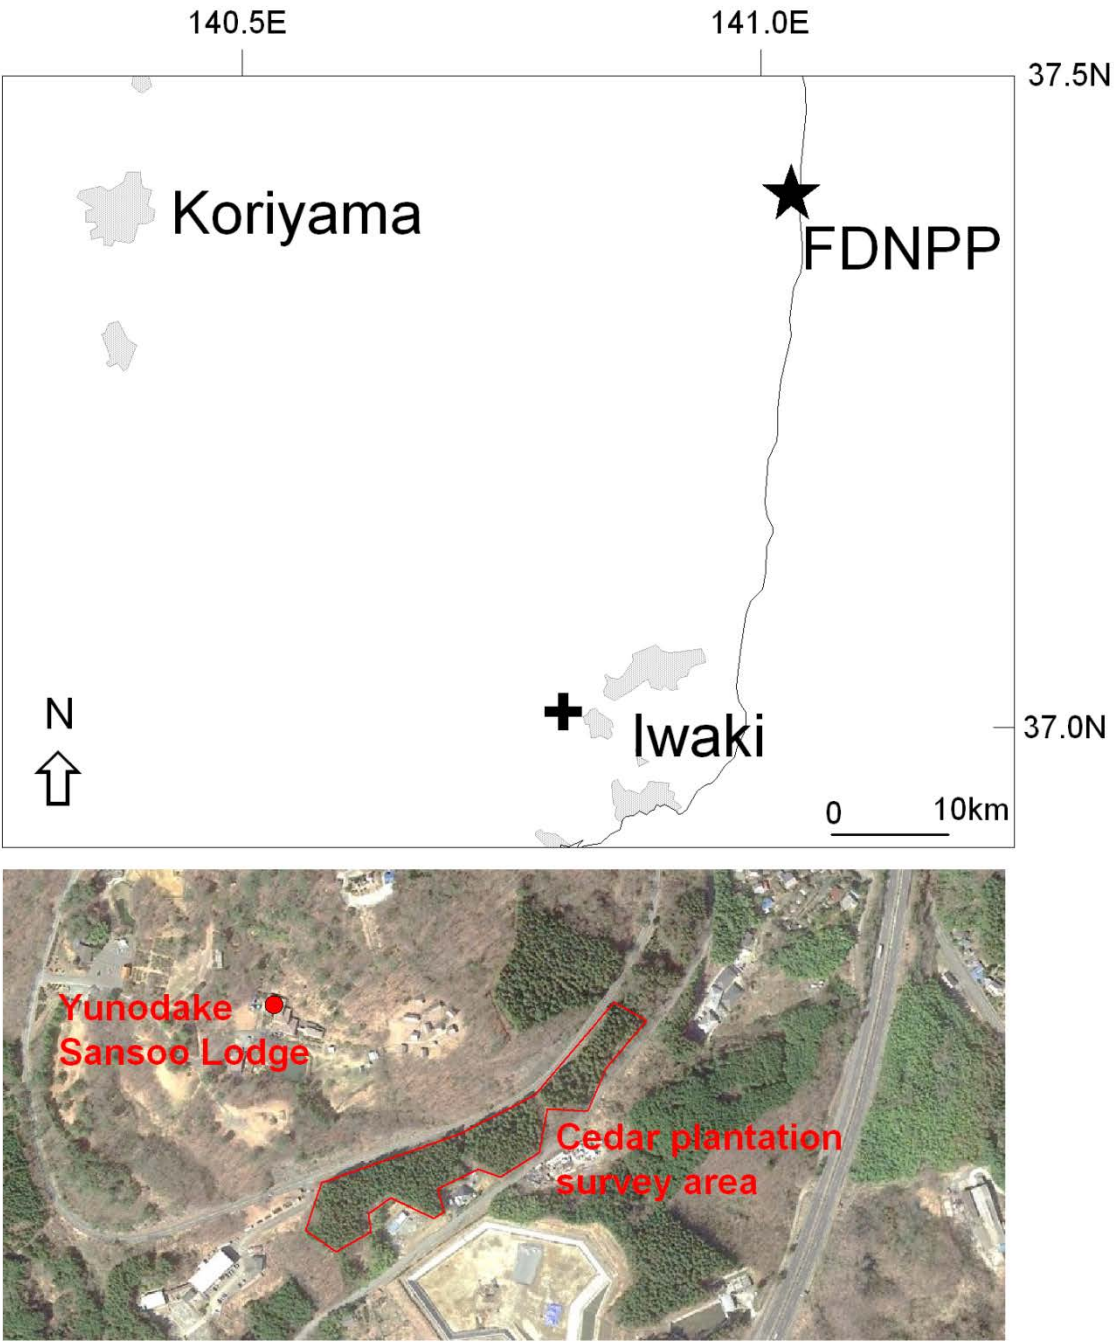 140.5E
141.0E
37.5N
Koriyama
FDNPP
N
Iwaki
37.0N
0
10km
Yunodake
Sansoo Lodge
Cedar plantation
survey area